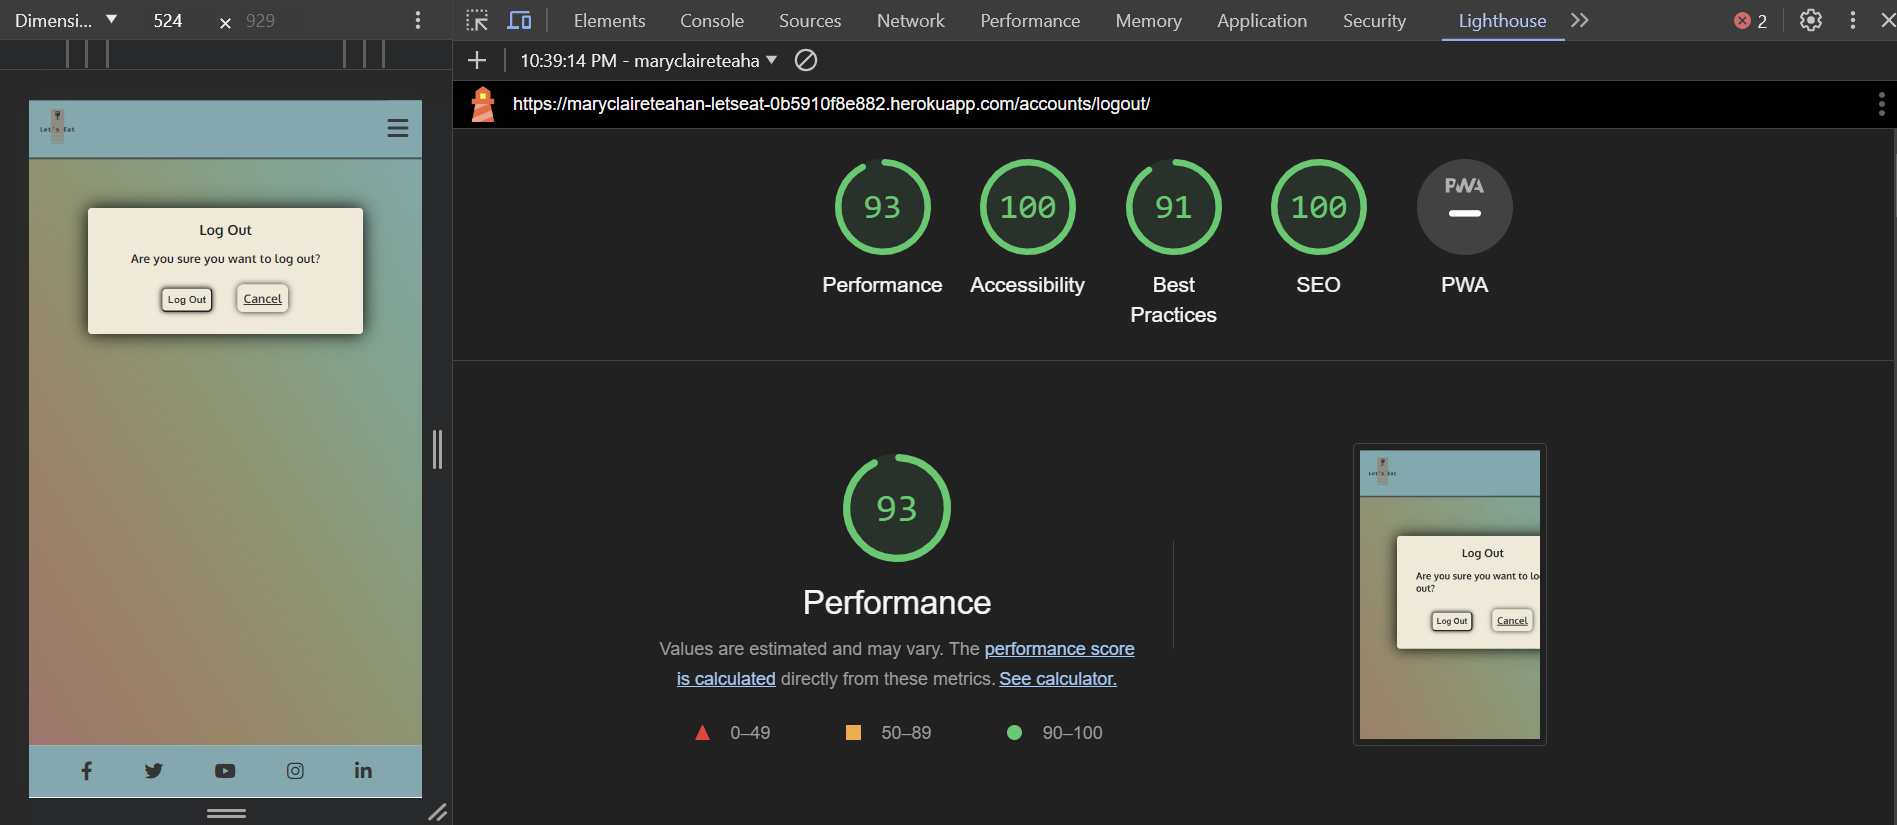 Dimensi... 524 × 929
Elements Console Sources Network Performance Memory Application Security Lighthouse 2
10:39:14 PM - maryclaireteaha
https://maryclaireteahan-letseat-0b5910f8e882.herokuapp.com/accounts/logout/
Let's Eat
Log Out
Are you sure you want to log out?
Log Out Cancel
93 100 91 100 PWA
Performance Accessibility Best SEO PWA
Practices
93
Performance
Values are estimated and may vary. The performance score
is calculated directly from these metrics. See calculator.
0–49 50–89 90–100
Let's Eat
Log Out
Are you sure you want to lo
out?
Log Out Cancel